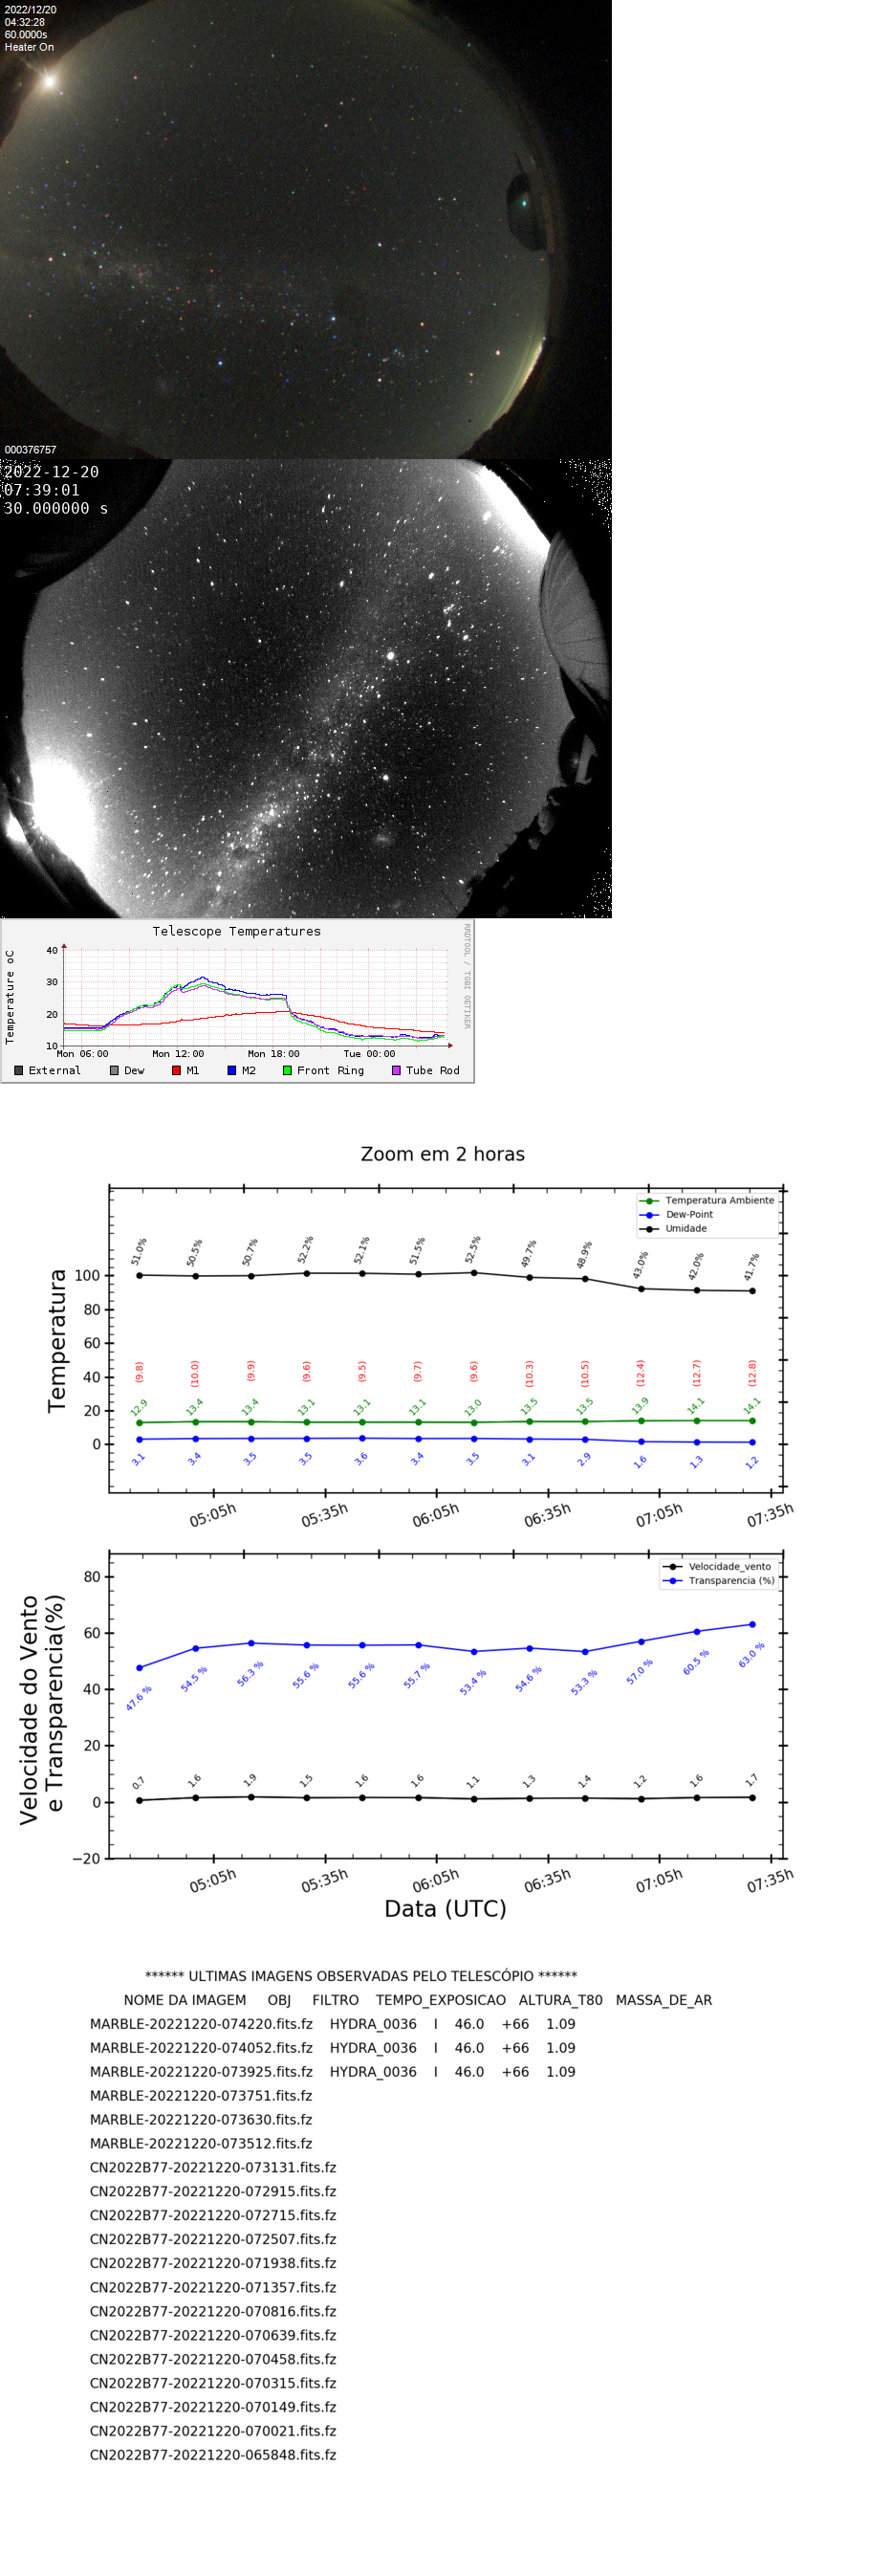 2022/12/20
04:32:28
60.0000s
Heater On
000376757
2022-12-20
07:39:01
30.000000 s
Telescope Temperatures
RRDTOOL / TOBI OETIKER
Temperature oC
40
30
20
10
Mon 06:00 Mon 12:00 Mon 18:00 Tue 00:00
External Dew M1 M2 Front Ring Tube Rod
Zoom em 2 horas
Temperatura Ambiente
Dew-Point
Umidade
Temperatura
100
80
60
40
20
0
51.0% 50.5% 50.7% 52.2% 52.1% 51.5% 52.5% 49.7% 48.9% 43.0% 42.0% 41.7%
(9.8) (10.0) (9.9) (9.6) (9.5) (9.7) (9.6) (10.3) (10.5) (12.4) (12.7) (12.8)
12.9 13.4 13.4 13.1 13.1 13.1 13.0 13.5 13.5 13.9 14.1 14.1
3.1 3.4 3.5 3.5 3.6 3.4 3.5 3.1 2.9 1.6 1.3 1.2
05:05h 05:35h 06:05h 06:35h 07:05h 07:35h
Velocidade_vento
Transparencia (%)
Velocidade do Vento
e Transparencia(%)
80
60
40
20
0
−20
47.6 % 54.5 % 56.3 % 55.6 % 55.6 % 55.7 % 53.4 % 54.6 % 53.3 % 57.0 % 60.5 % 63.0 %
0.7 1.6 1.9 1.5 1.6 1.6 1.1 1.3 1.4 1.2 1.6 1.7
05:05h 05:35h 06:05h 06:35h 07:05h 07:35h
Data (UTC)
****** ULTIMAS IMAGENS OBSERVADAS PELO TELESCÓPIO ******
NOME DA IMAGEM OBJ FILTRO TEMPO_EXPOSICAO ALTURA_T80 MASSA_DE_AR
MARBLE-20221220-074220.fits.fz HYDRA_0036 I 46.0 +66 1.09
MARBLE-20221220-074052.fits.fz HYDRA_0036 I 46.0 +66 1.09
MARBLE-20221220-073925.fits.fz HYDRA_0036 I 46.0 +66 1.09
MARBLE-20221220-073751.fits.fz
MARBLE-20221220-073630.fits.fz
MARBLE-20221220-073512.fits.fz
CN2022B77-20221220-073131.fits.fz
CN2022B77-20221220-072915.fits.fz
CN2022B77-20221220-072715.fits.fz
CN2022B77-20221220-072507.fits.fz
CN2022B77-20221220-071938.fits.fz
CN2022B77-20221220-071357.fits.fz
CN2022B77-20221220-070816.fits.fz
CN2022B77-20221220-070639.fits.fz
CN2022B77-20221220-070458.fits.fz
CN2022B77-20221220-070315.fits.fz
CN2022B77-20221220-070149.fits.fz
CN2022B77-20221220-070021.fits.fz
CN2022B77-20221220-065848.fits.fz